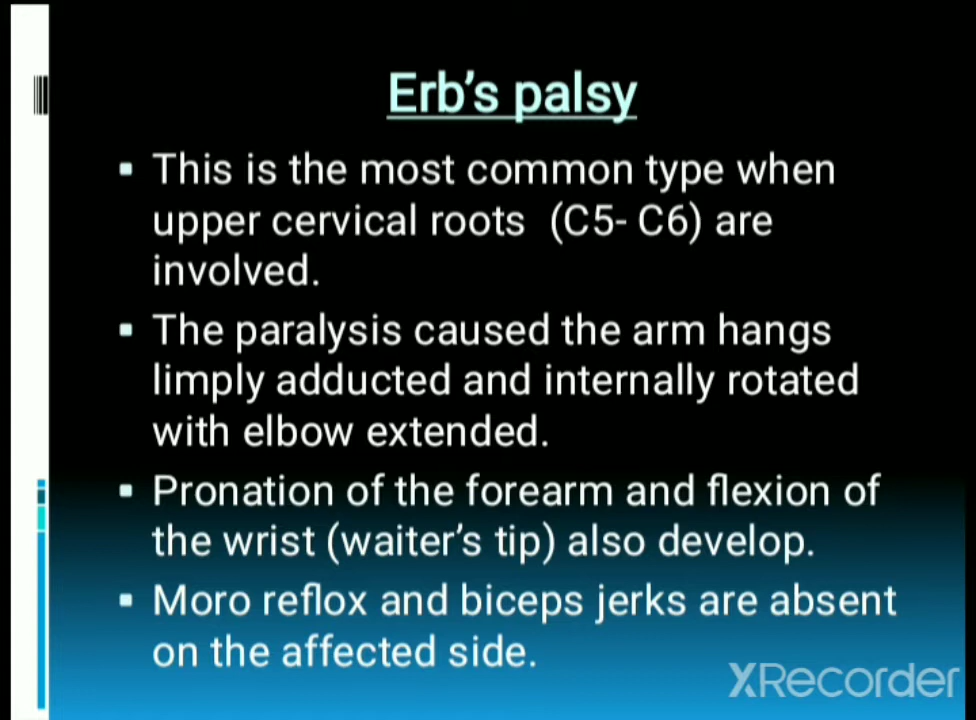 Erb's palsy
▪ This is the most common type when
upper cervical roots (C5- C6) are
involved.
▪ The paralysis caused the arm hangs
limply adducted and internally rotated
with elbow extended.
▪ Pronation of the forearm and flexion of
the wrist (waiter's tip) also develop.
▪ Moro reflox and biceps jerks are absent
on the affected side.
XRecorder